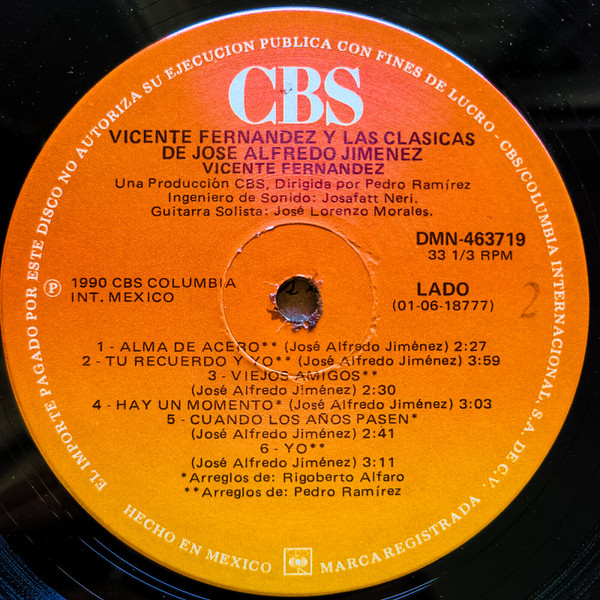 EL IMPORTE PAGADO POR ESTE DISCO NO AUTORIZA SU EJECUCION PUBLICA CON FINES DE LUCRO - CBS/COLUMBIA INTERNACIONAL, S.A. DE C.V.
CBS
VICENTE FERNANDEZ Y LAS CLASICAS
DE JOSE ALFREDO JIMENEZ
VICENTE FERNANDEZ
Una Producción CBS, Dirigida por Pedro Ramírez
Ingeniero de Sonido: Josafatt Neri.
Guitarra Solista: José Lorenzo Morales.
DMN-463719
33 1/3 RPM
Ⓟ 1990 CBS COLUMBIA
INT. MEXICO
LADO 2
(01-06-18777)
1 - ALMA DE ACERO** (José Alfredo Jiménez) 2:27
2 - TU RECUERDO Y YO** (José Alfredo Jiménez) 3:59
3 - VIEJOS AMIGOS**
(José Alfredo Jiménez) 2:30
4 - HAY UN MOMENTO* (José Alfredo Jiménez) 3:03
5 - CUANDO LOS AÑOS PASEN*
(José Alfredo Jiménez) 2:41
6 - YO**
(José Alfredo Jiménez) 3:11
*Arreglos de: Rigoberto Alfaro
**Arreglos de: Pedro Ramírez
HECHO EN MEXICO CBS MARCA REGISTRADA